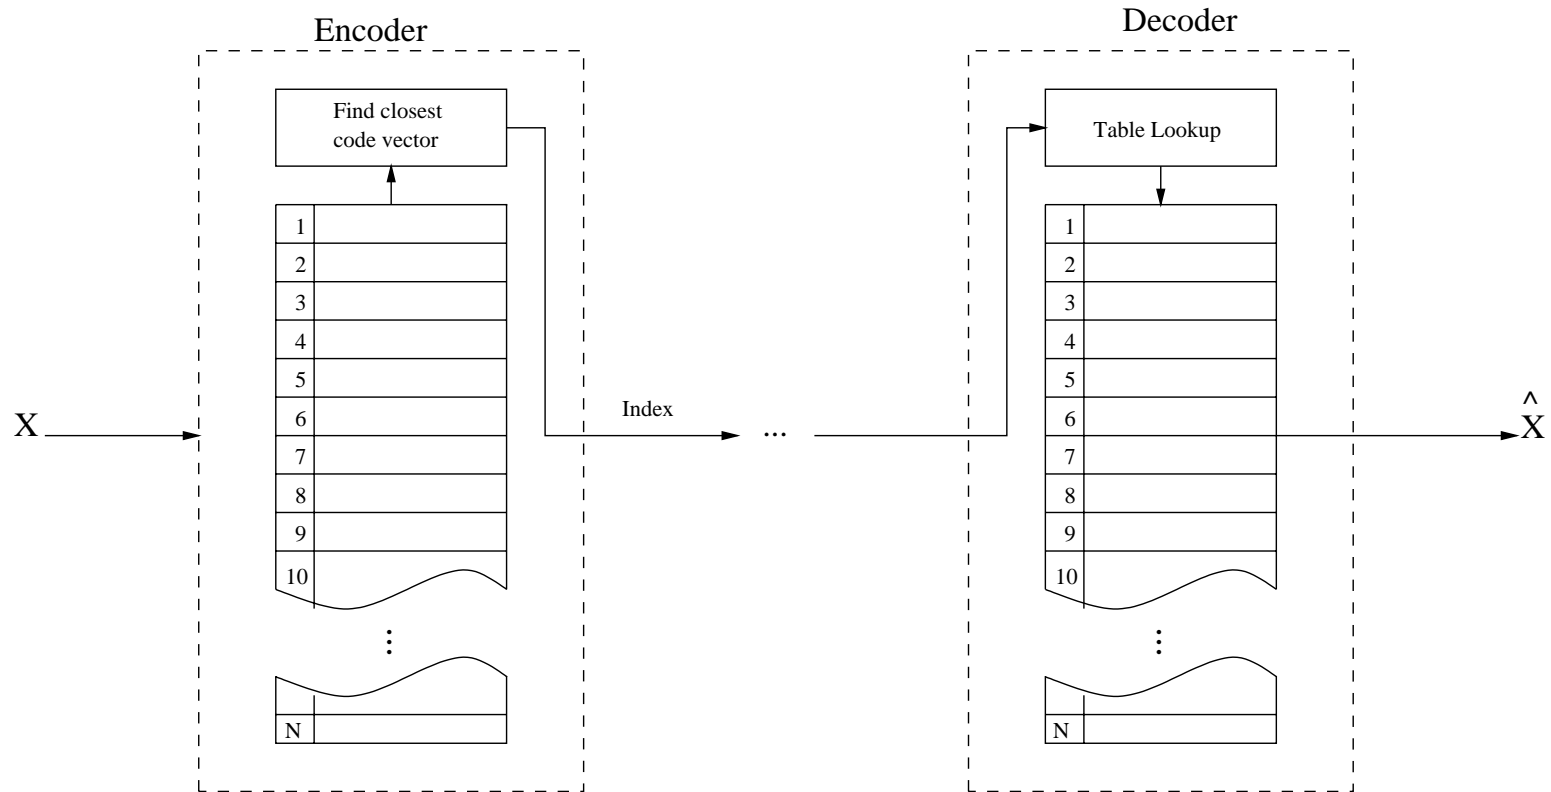 Encoder
Decoder
Find closest
code vector
Table Lookup
1
2
3
4
5
6
7
8
9
10
⋮
N
X
Index
...
1
2
3
4
5
6
7
8
9
10
⋮
N
^
X